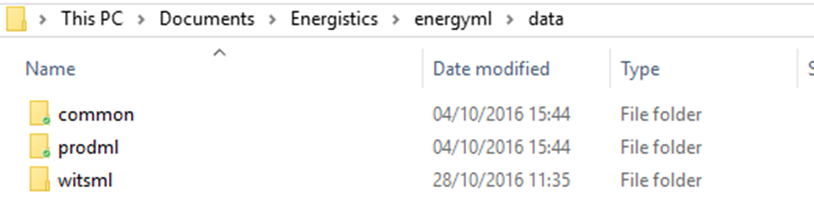 This PC > Documents > Energistics > energyml > data
Name Date modified Type
common 04/10/2016 15:44 File folder
prodml 04/10/2016 15:44 File folder
witsml 28/10/2016 11:35 File folder